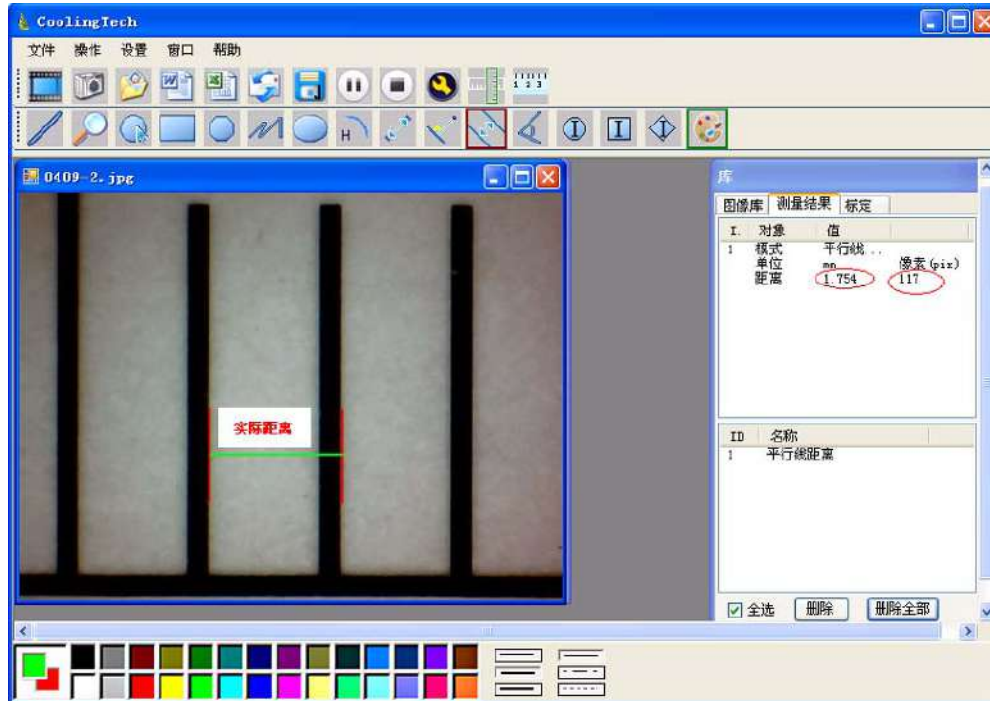 CoolingTech
文件 操作 设置 窗口 帮助
1 2 3
H
0409-2.jpg
实际距离
库
图像库 测量结果 标定
I. 对象 值
1 模式 平行线...
单位 mm 像素(pix)
距离 1.754 117
ID 名称
1 平行线距离
全选 删除 删除全部